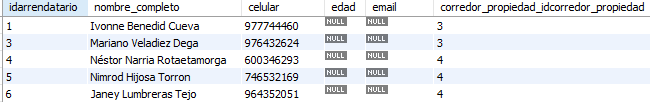 idarrendatario nombre_completo celular edad email corredor_propiedad_idcorredor_propiedad
1 Ivonne Benedid Cueva 977744460 NULL NULL 3
3 Mariano Veladiez Dega 976432624 NULL NULL 3
4 Néstor Narria Rotaetamorga 600346293 NULL NULL 4
5 Nimrod Hijosa Torron 746532169 NULL NULL 4
6 Janey Lumbreras Tejo 964352051 NULL NULL 4